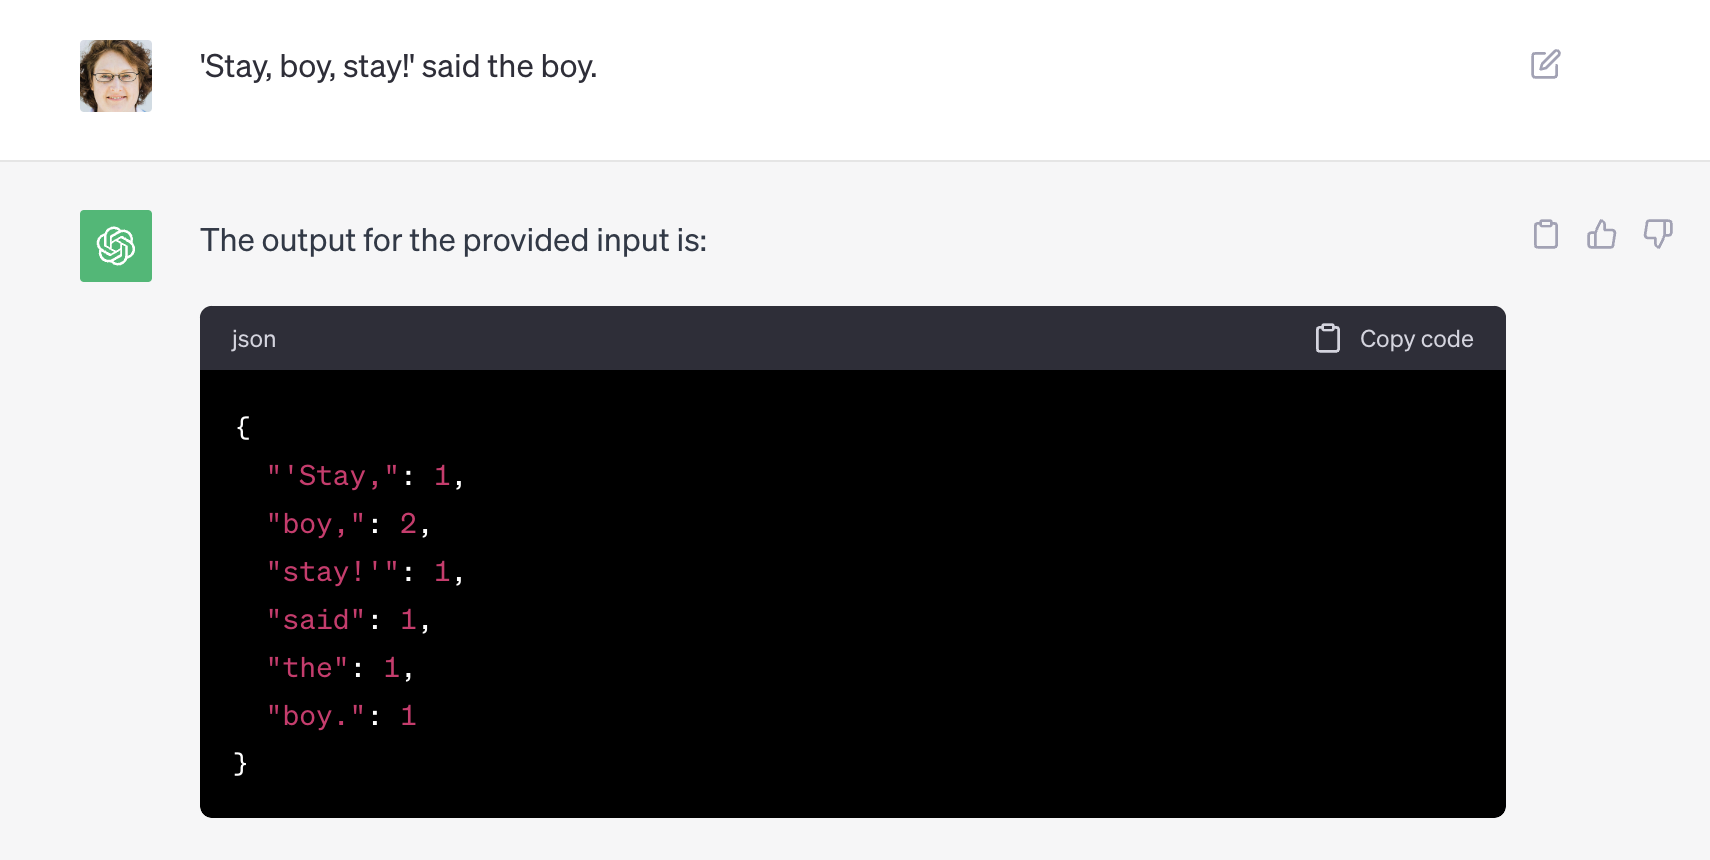 'Stay, boy, stay!' said the boy.
The output for the provided input is:
json
Copy code
{
"'Stay,": 1,
"boy,": 2,
"stay!'": 1,
"said": 1,
"the": 1,
"boy.": 1
}